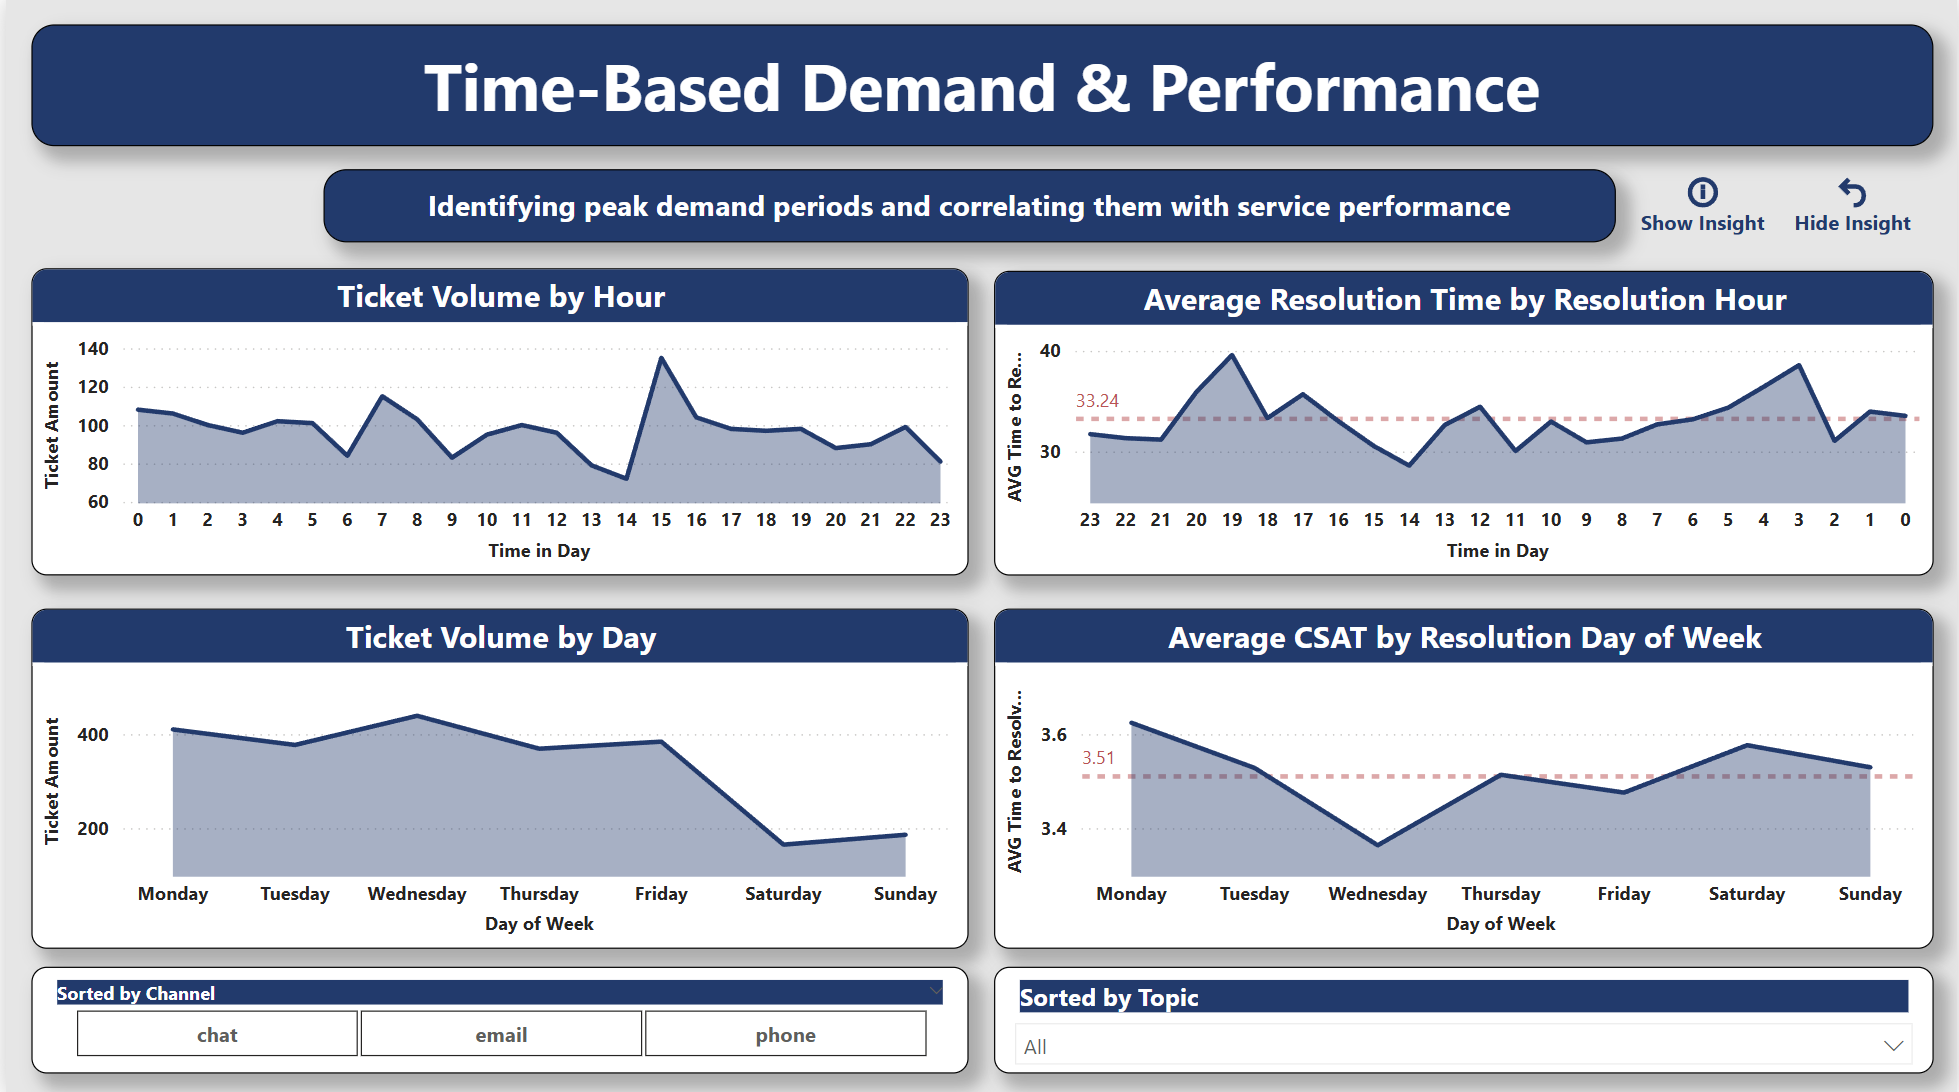 Time-Based Demand & Performance
Identifying peak demand periods and correlating them with service performance
Show Insight
Hide Insight
Ticket Volume by Hour
Ticket Amount
140
120
100
80
60
0 1 2 3 4 5 6 7 8 9 10 11 12 13 14 15 16 17 18 19 20 21 22 23
Time in Day
Average Resolution Time by Resolution Hour
AVG Time to Re...
40
33.24
30
23 22 21 20 19 18 17 16 15 14 13 12 11 10 9 8 7 6 5 4 3 2 1 0
Time in Day
Ticket Volume by Day
Ticket Amount
400
200
Monday Tuesday Wednesday Thursday Friday Saturday Sunday
Day of Week
Average CSAT by Resolution Day of Week
AVG Time to Resolv...
3.6
3.51
3.4
Monday Tuesday Wednesday Thursday Friday Saturday Sunday
Day of Week
Sorted by Channel
chat email phone
Sorted by Topic
All